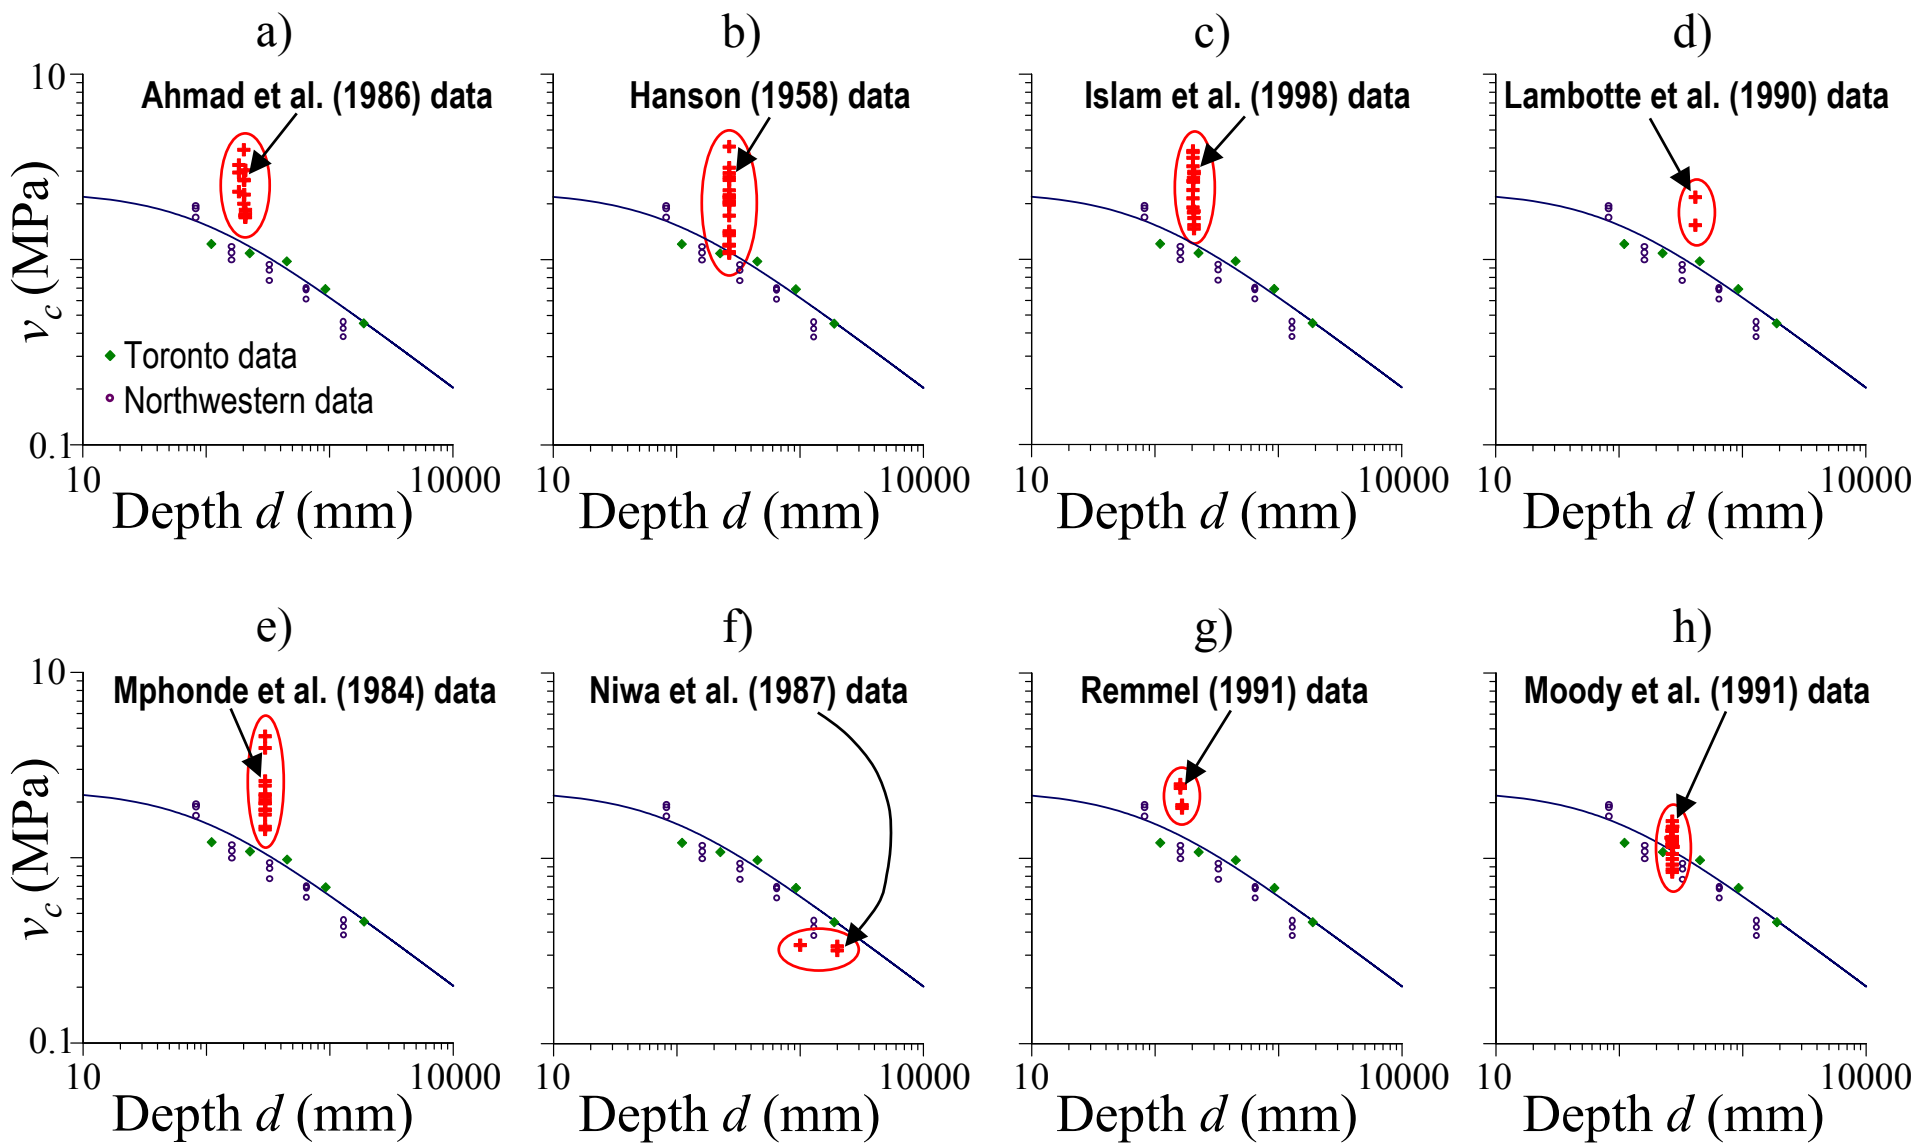 a)
b)
c)
d)
10
Ahmad et al. (1986) data
Hanson (1958) data
Islam et al. (1998) data
Lambotte et al. (1990) data
v_c (MPa)
Toronto data
Northwestern data
0.1
10
10000
10
10000
10
10000
10
10000
Depth d (mm)
Depth d (mm)
Depth d (mm)
Depth d (mm)
e)
f)
g)
h)
10
Mphonde et al. (1984) data
Niwa et al. (1987) data
Remmel (1991) data
Moody et al. (1991) data
v_c (MPa)
0.1
10
10000
10
10000
10
10000
10
10000
Depth d (mm)
Depth d (mm)
Depth d (mm)
Depth d (mm)